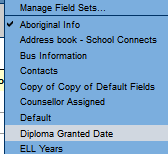 Manage Field Sets...
Aboriginal Info
Address book - School Connects
Bus Information
Contacts
Copy of Copy of Default Fields
Counsellor Assigned
Default
Diploma Granted Date
ELL Years